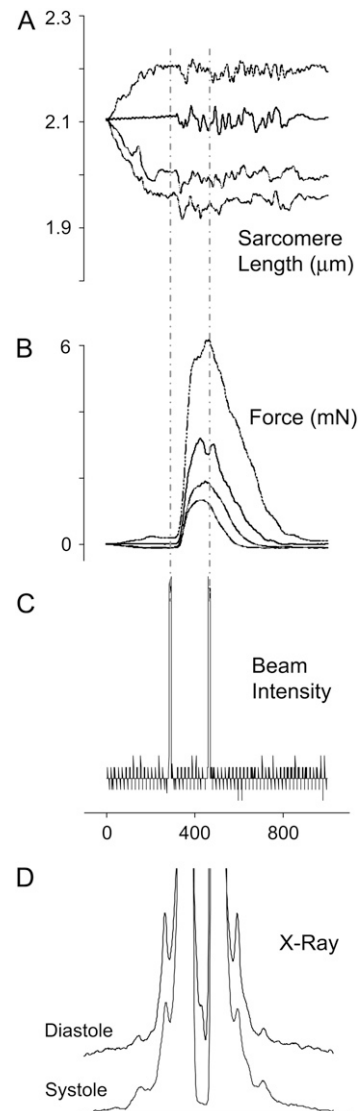 A
2.3
2.1
1.9
Sarcomere
Length (μm)
B
6
Force (mN)
0
C
Beam
Intensity
0 400 800
D
X-Ray
Diastole
Systole